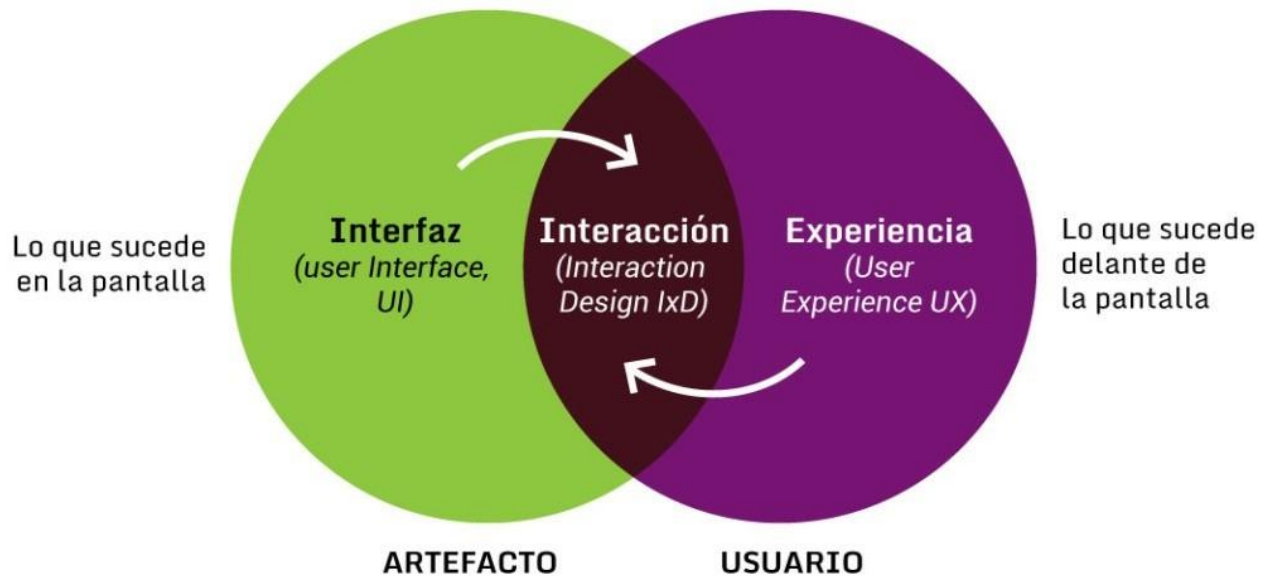 Lo que sucede
en la pantalla
Interfaz
(user Interface,
UI)
Interacción
(Interaction
Design IxD)
Experiencia
(User
Experience UX)
Lo que sucede
delante de
la pantalla
ARTEFACTO
USUARIO